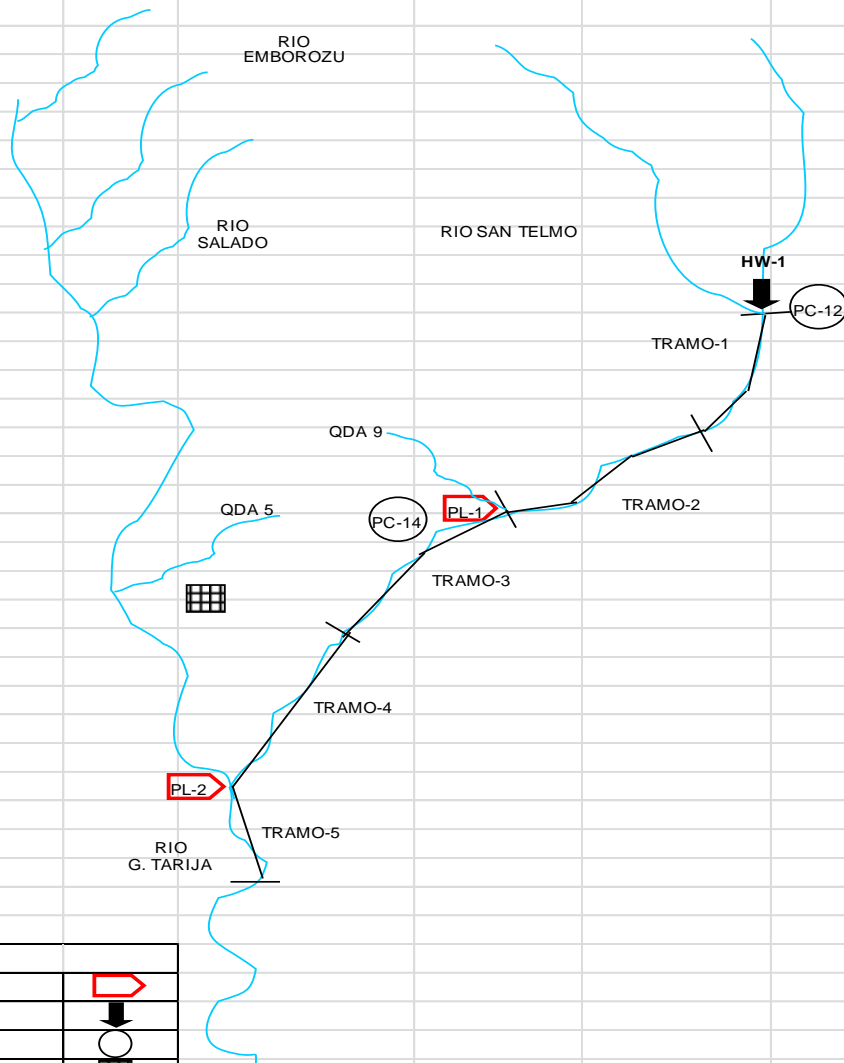 RIO
EMBOROZU
RIO
SALADO
RIO SAN TELMO
HW-1
PC-12
TRAMO-1
QDA 9
TRAMO-2
PL-1
QDA 5
PC-14
TRAMO-3
TRAMO-4
PL-2
TRAMO-5
RIO
G. TARIJA